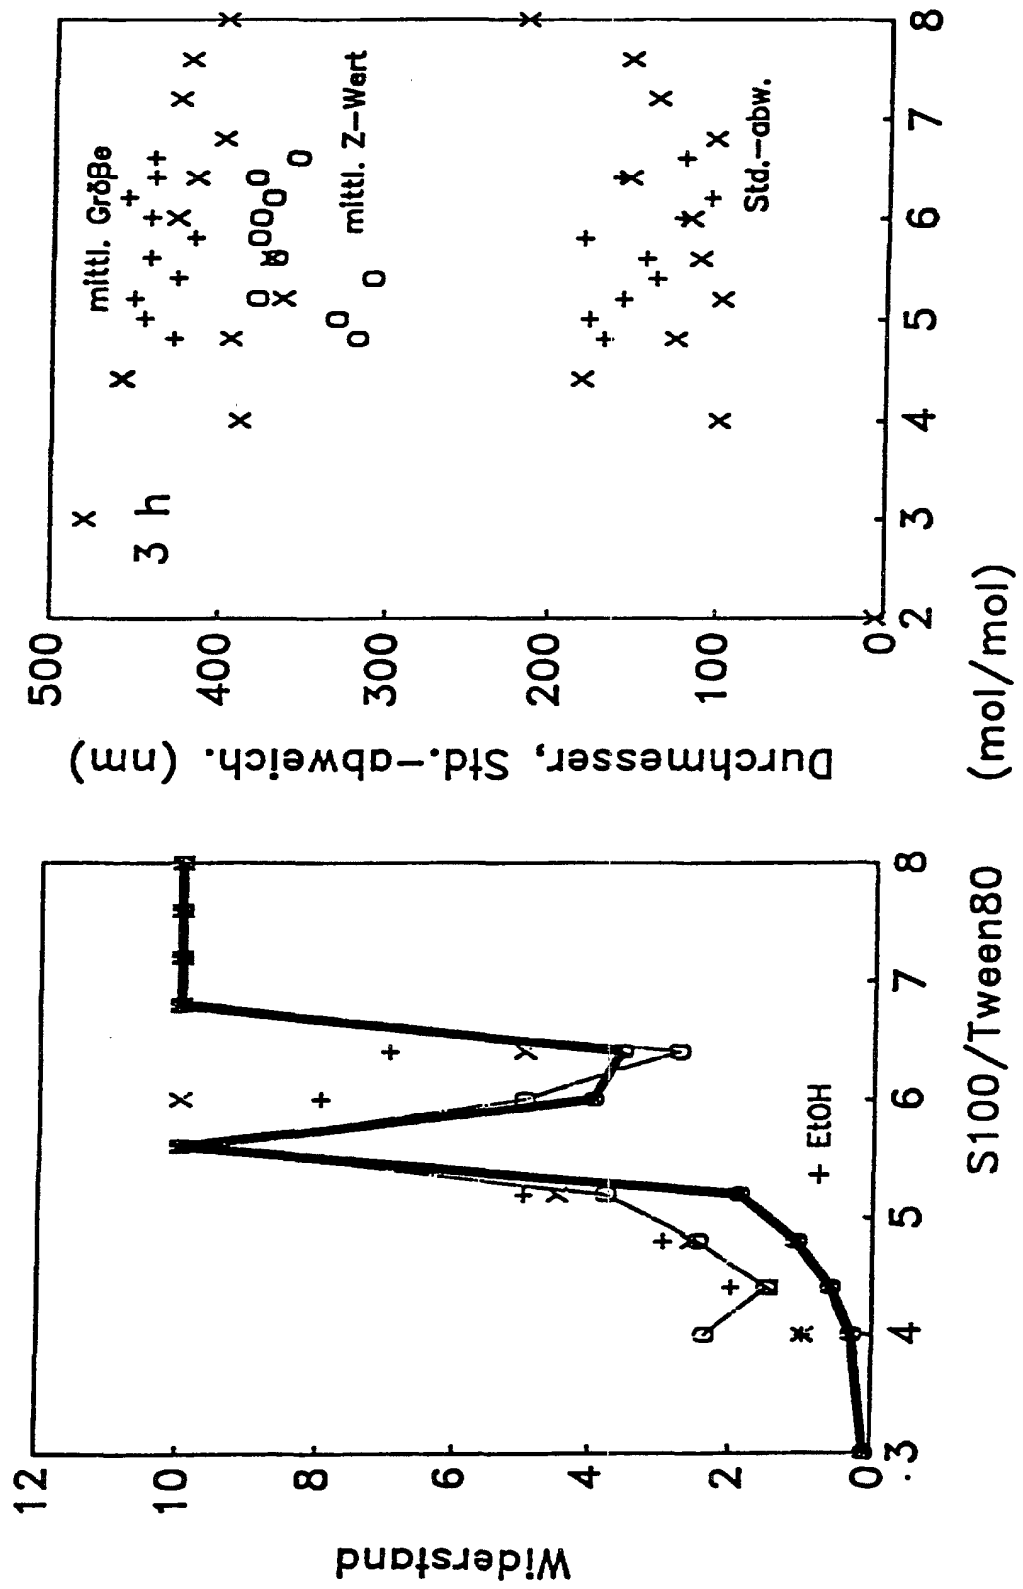 Widerstand
12
10
8
6
4
2
0
3
4
5
6
7
8
+ EtOH
S100/Tween80
(mol/mol)
Durchmesser, Std.-abweich. (nm)
500
400
300
200
100
0
2
3
4
5
6
7
8
3 h
mittl. Größe
mittl. Z-Wert
Std.-abw.